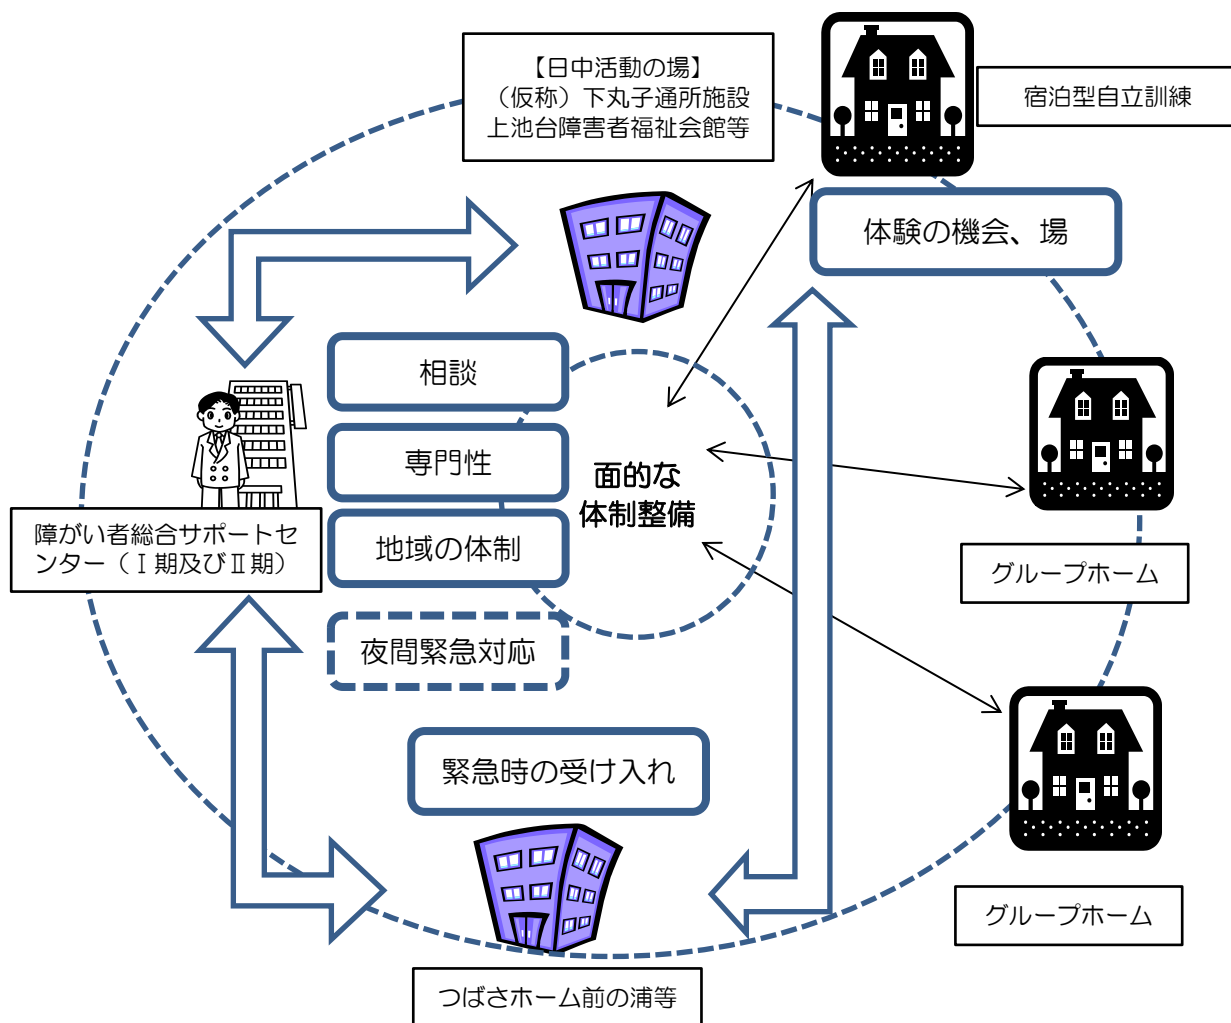 【日中活動の場】
（仮称）下丸子通所施設
上池台障害者福祉会館等
宿泊型自立訓練
体験の機会、場
相談
専門性
地域の体制
夜間緊急対応
面的な
体制整備
障がい者総合サポートセ
ンター（Ⅰ期及びⅡ期）
グループホーム
緊急時の受け入れ
グループホーム
つばさホーム前の浦等